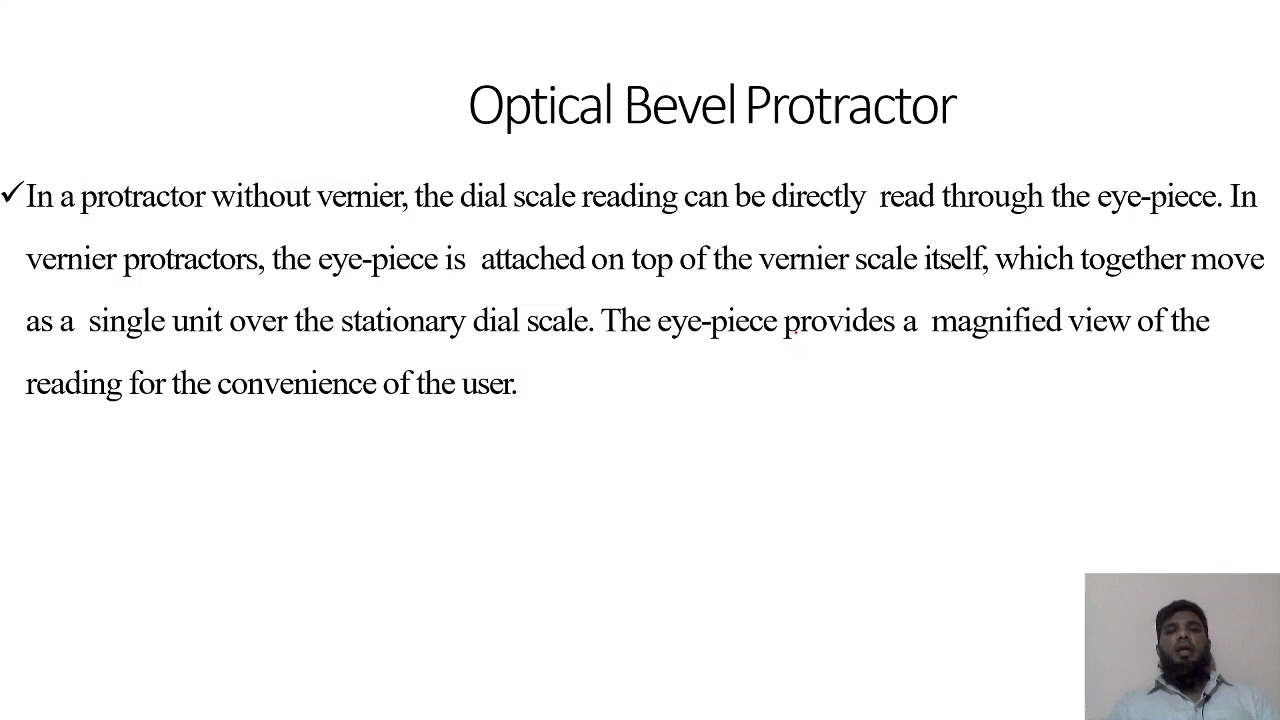 Optical Bevel Protractor
✓In a protractor without vernier, the dial scale reading can be directly read through the eye-piece. In
vernier protractors, the eye-piece is attached on top of the vernier scale itself, which together move
as a single unit over the stationary dial scale. The eye-piece provides a magnified view of the
reading for the convenience of the user.